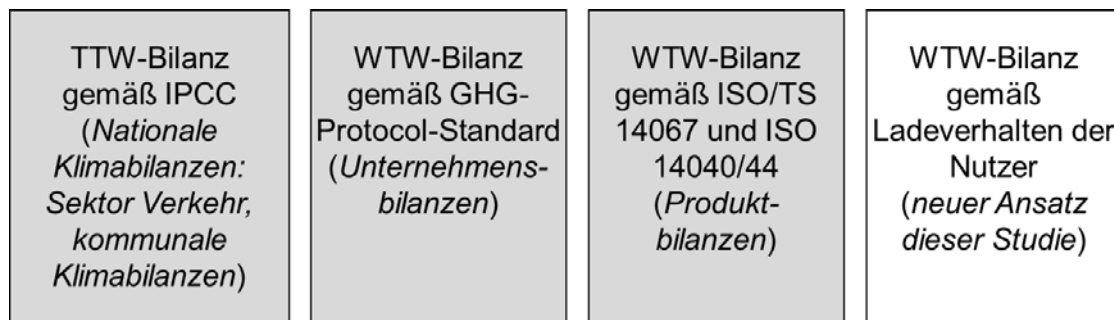 TTW-Bilanz
gemäß IPCC
(Nationale
Klimabilanzen:
Sektor Verkehr,
kommunale
Klimabilanzen)
WTW-Bilanz
gemäß GHG-
Protocol-Standard
(Unternehmens-
bilanzen)
WTW-Bilanz
gemäß ISO/TS
14067 und ISO
14040/44
(Produkt-
bilanzen)
WTW-Bilanz
gemäß
Ladeverhalten der
Nutzer
(neuer Ansatz
dieser Studie)